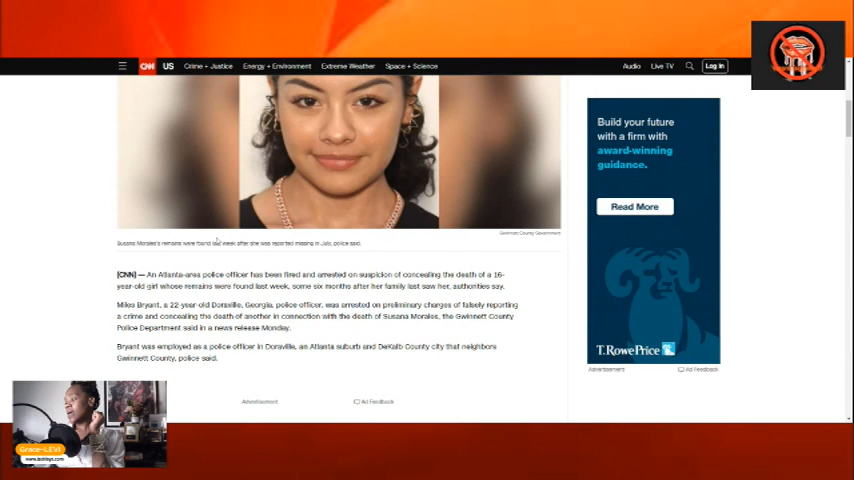 CNN US Crime + Justice Energy + Environment Extreme Weather Space + Science Audio Live TV Log In
Gwinnett County Government
Susana Morales's remains were found last week after she was reported missing in July, police said.
(CNN) — An Atlanta-area police officer has been fired and arrested on suspicion of concealing the death of a 16-
year-old girl whose remains were found last week, some six months after her family last saw her, authorities say.
Miles Bryant, a 22-year-old Doraville, Georgia, police officer, was arrested on preliminary charges of falsely reporting
a crime and concealing the death of another in connection with the death of Susana Morales, the Gwinnett County
Police Department said in a news release Monday.
Bryant was employed as a police officer in Doraville, an Atlanta suburb and DeKalb County city that neighbors
Gwinnett County, police said.
Advertisement Ad Feedback
Build your future
with a firm with
award-winning
guidance.
Read More
T.RowePrice
Advertisement Ad Feedback
Grace-LEVI